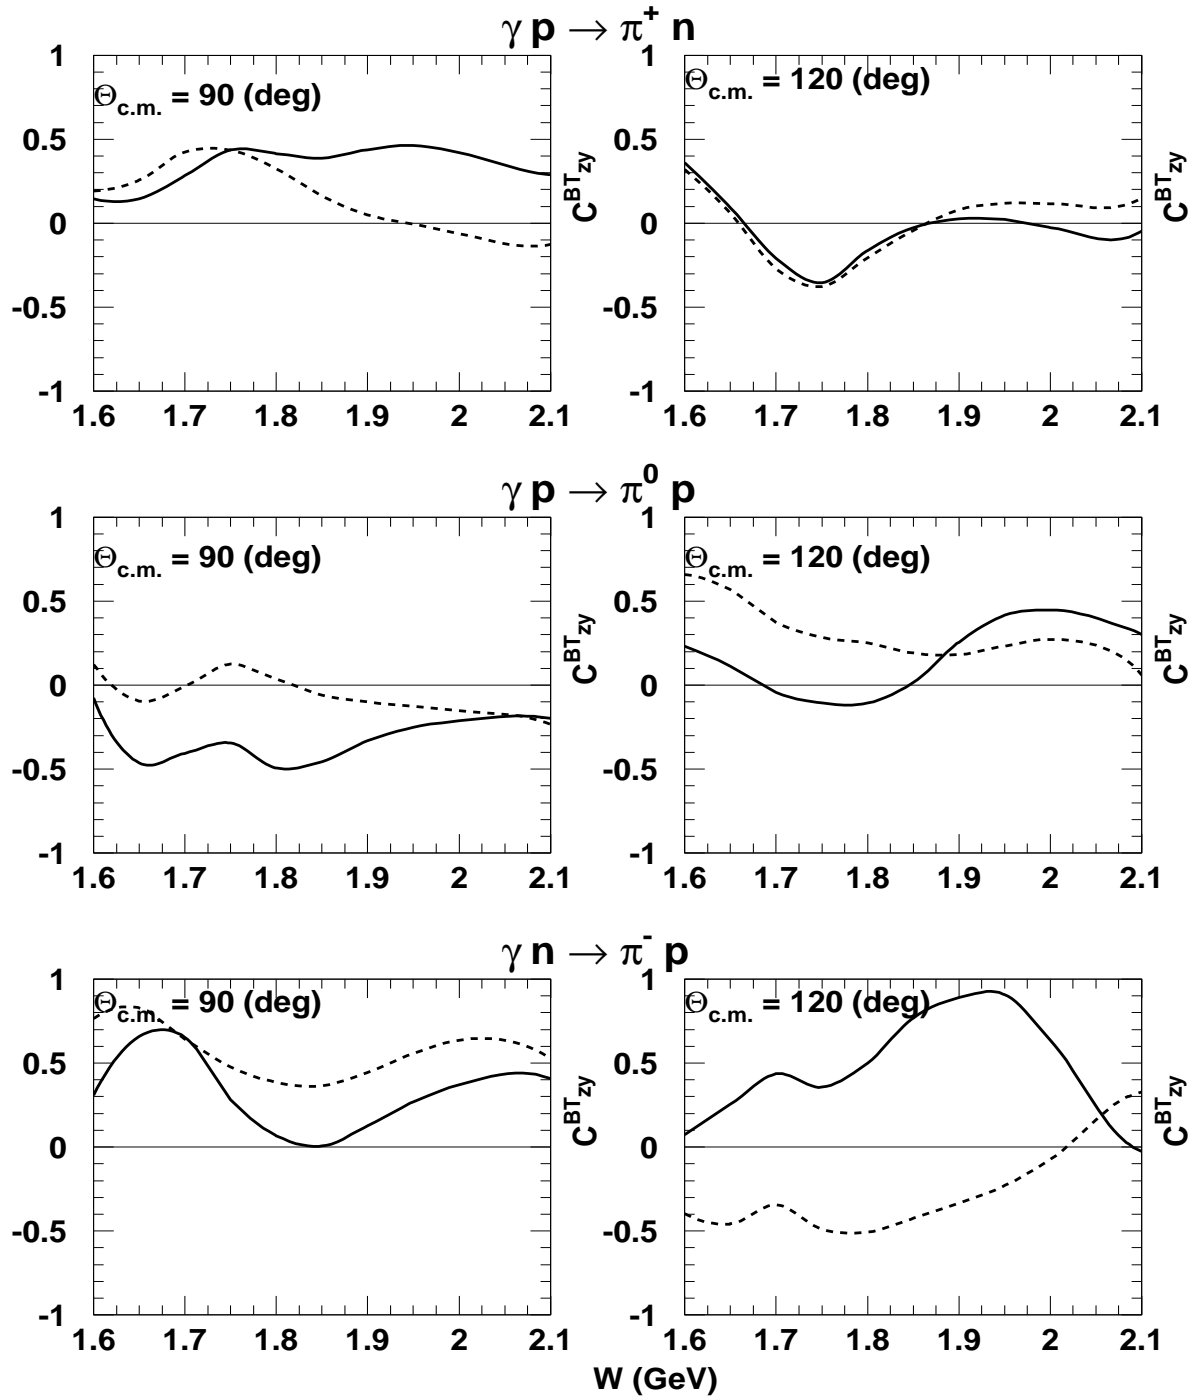 γ p → π⁺ n
Θc.m. = 90 (deg)
1
0.5
0
-0.5
-1
1.6 1.7 1.8 1.9 2 2.1
C^BT_zy
Θc.m. = 120 (deg)
1
0.5
0
-0.5
-1
1.6 1.7 1.8 1.9 2 2.1
C^BT_zy
γ p → π⁰ p
Θc.m. = 90 (deg)
1
0.5
0
-0.5
-1
1.6 1.7 1.8 1.9 2 2.1
C^BT_zy
Θc.m. = 120 (deg)
1
0.5
0
-0.5
-1
1.6 1.7 1.8 1.9 2 2.1
C^BT_zy
γ n → π⁻ p
Θc.m. = 90 (deg)
1
0.5
0
-0.5
-1
1.6 1.7 1.8 1.9 2 2.1
C^BT_zy
Θc.m. = 120 (deg)
1
0.5
0
-0.5
-1
1.6 1.7 1.8 1.9 2 2.1
C^BT_zy
W (GeV)